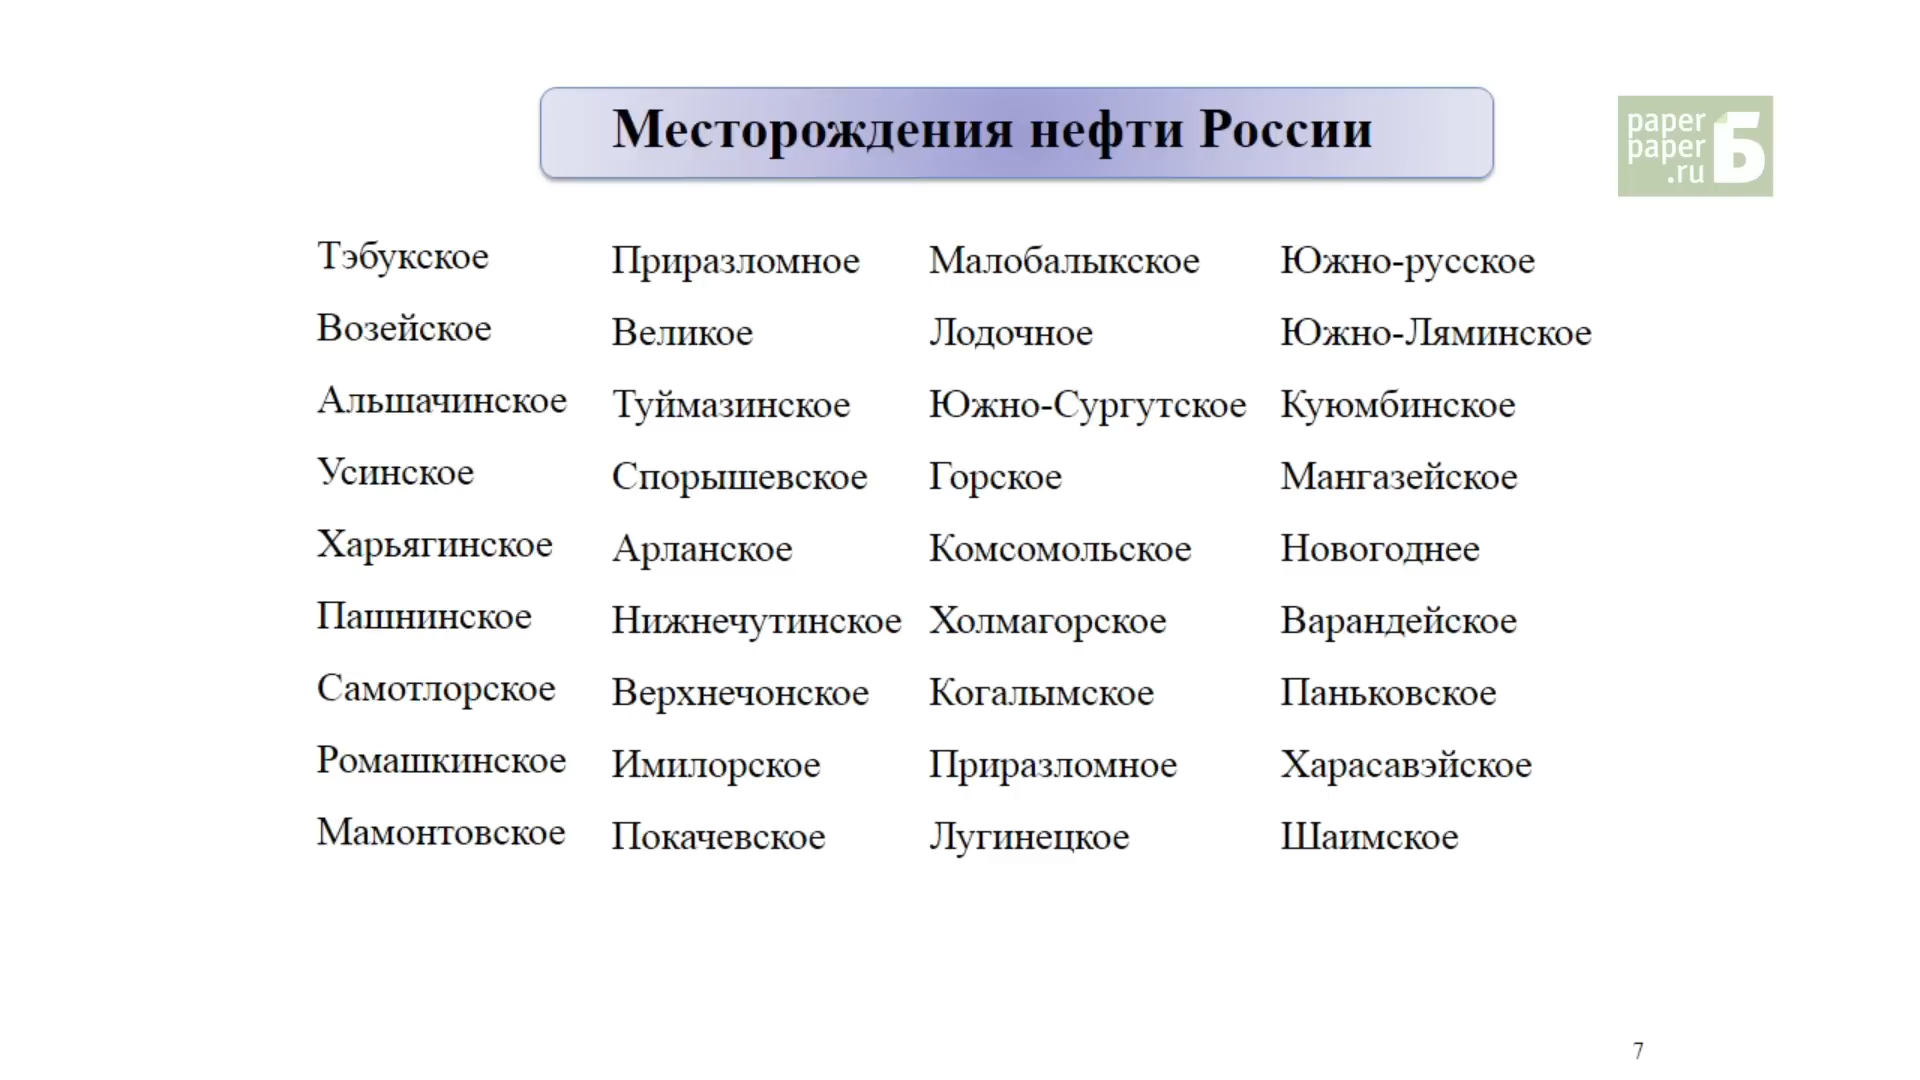 Месторождения нефти России
paper
paper
.ru Б
Тэбукское
Возейское
Альшачинское
Усинское
Харьягинское
Пашнинское
Самотлорское
Ромашкинское
Мамонтовское
Приразломное
Великое
Туймазинское
Спорышевское
Арланское
Нижнечутинское
Верхнечонское
Имилорское
Покачевское
Малобалыкское
Лодочное
Южно-Сургутское
Горское
Комсомольское
Холмагорское
Когалымское
Приразломное
Лугинецкое
Южно-русское
Южно-Ляминское
Куюмбинское
Мангазейское
Новогоднее
Варандейское
Паньковское
Харасавэйское
Шаимское
7